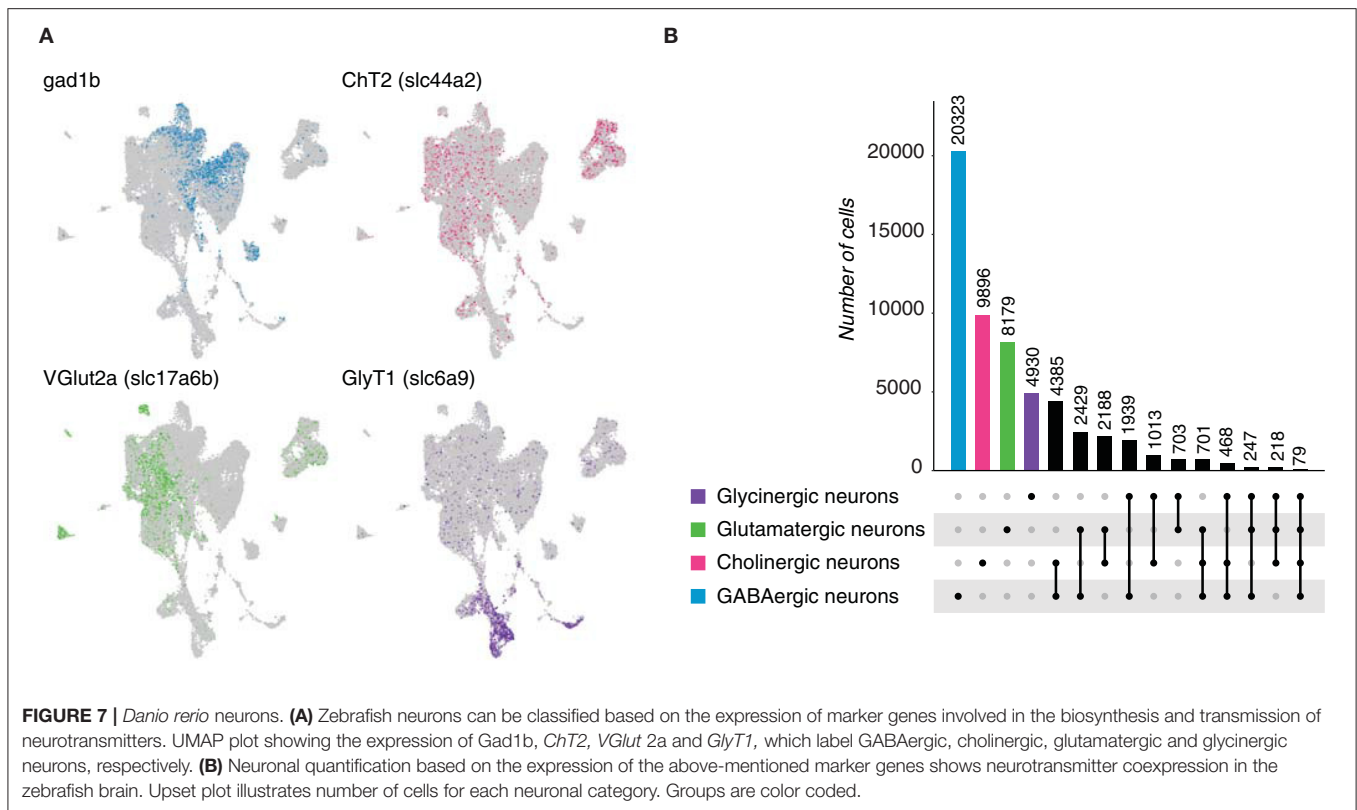 A
gad1b
ChT2 (slc44a2)
VGlut2a (slc17a6b)
GlyT1 (slc6a9)
B
Number of cells
20000
15000
10000
5000
0
20323
9896
8179
4930
4385
2429
2188
1939
1013
703
701
468
247
218
79
Glycinergic neurons
Glutamatergic neurons
Cholinergic neurons
GABAergic neurons
FIGURE 7 | Danio rerio neurons. (A) Zebrafish neurons can be classified based on the expression of marker genes involved in the biosynthesis and transmission of
neurotransmitters. UMAP plot showing the expression of Gad1b, ChT2, VGlut 2a and GlyT1, which label GABAergic, cholinergic, glutamatergic and glycinergic
neurons, respectively. (B) Neuronal quantification based on the expression of the above-mentioned marker genes shows neurotransmitter coexpression in the
zebrafish brain. Upset plot illustrates number of cells for each neuronal category. Groups are color coded.